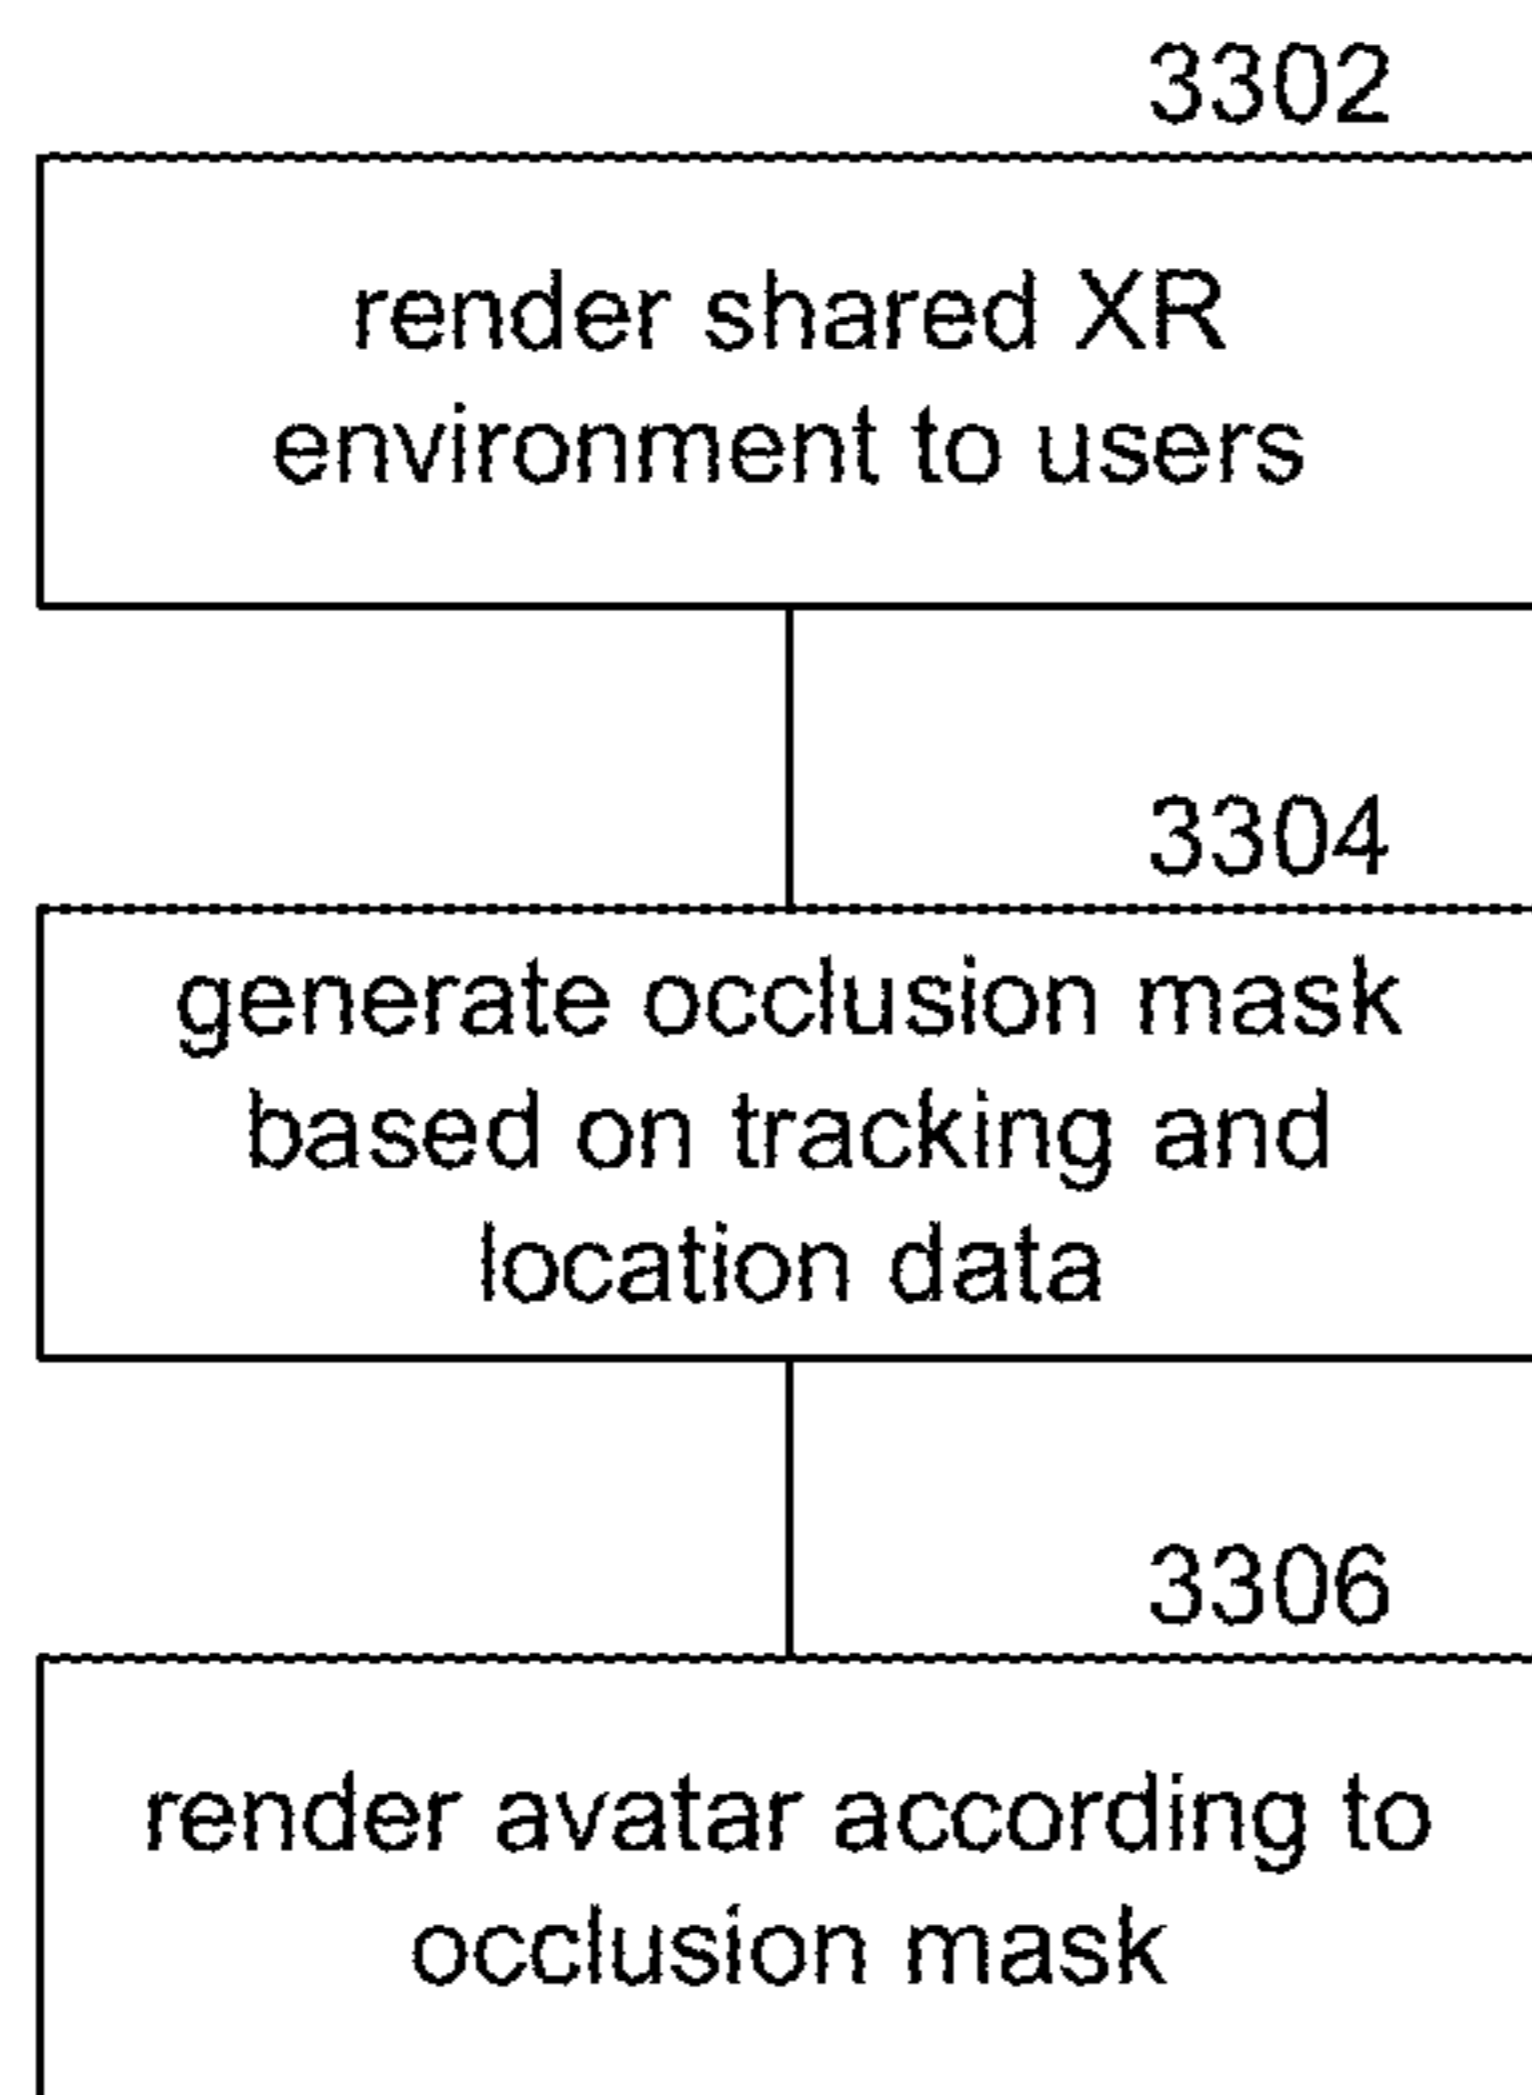 3302
render shared XR
environment to users
3304
generate occlusion mask
based on tracking and
location data
3306
render avatar according to
occlusion mask